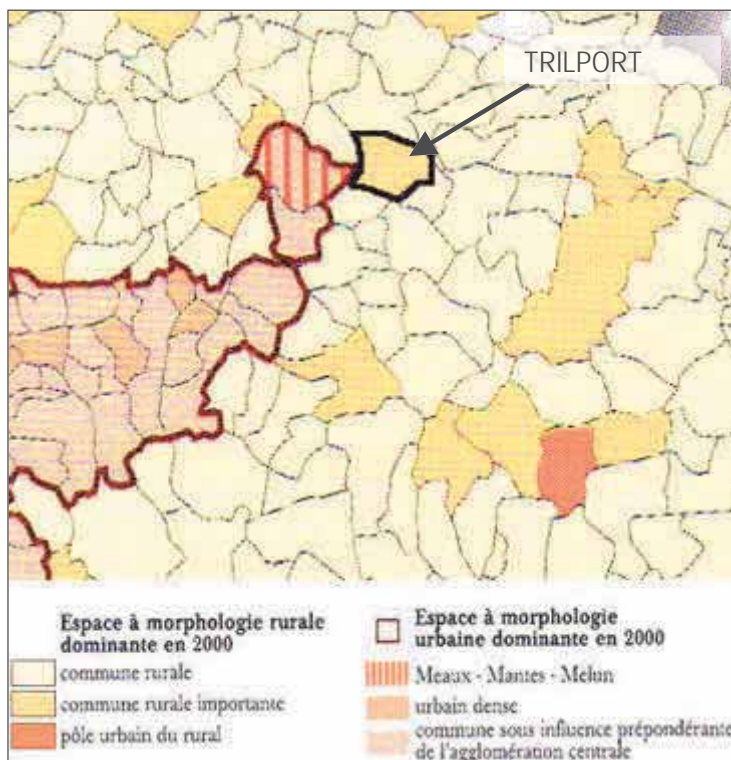 TRILPORT
Espace à morphologie rurale
dominante en 2000
commune rurale
commune rurale importante
pôle urbain du rural
Espace à morphologie
urbaine dominante en 2000
Meaux - Mantes - Melun
urbain dense
commune sous influence prépondérante
de l'agglomération centrale